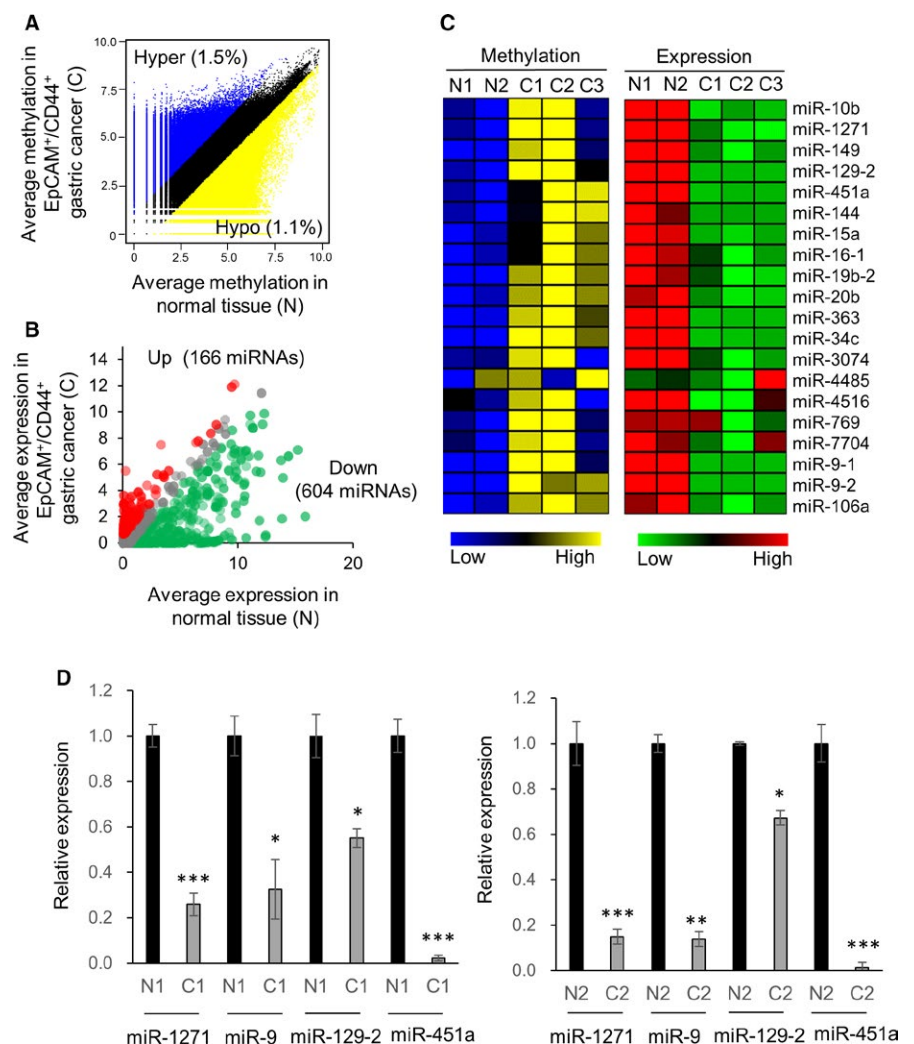 A
Average methylation in
EpCAM+/CD44+
gastric cancer (C)
10.0
7.5
5.0
2.5
0
Hyper (1.5%)
Hypo (1.1%)
0 2.5 5.0 7.5 10.0
Average methylation in
normal tissue (N)
B
Average expression in
EpCAM+/CD44+
gastric cancer (C)
14
12
10
8
6
4
2
0
Up (166 miRNAs)
Down
(604 miRNAs)
0 10 20
Average expression in
normal tissue (N)
C
Methylation Expression
N1 N2 C1 C2 C3 N1 N2 C1 C2 C3
miR-10b
miR-1271
miR-149
miR-129-2
miR-451a
miR-144
miR-15a
miR-16-1
miR-19b-2
miR-20b
miR-363
miR-34c
miR-3074
miR-4485
miR-4516
miR-769
miR-7704
miR-9-1
miR-9-2
miR-106a
Low High Low High
D
Relative expression
1.2
1.0
0.8
0.6
0.4
0.2
0.0
***
*
*
***
N1 C1 N1 C1 N1 C1 N1 C1
miR-1271 miR-9 miR-129-2 miR-451a
Relative expression
1.2
1.0
0.8
0.6
0.4
0.2
0.0
***
**
*
***
N2 C2 N2 C2 N2 C2 N2 C2
miR-1271 miR-9 miR-129-2 miR-451a